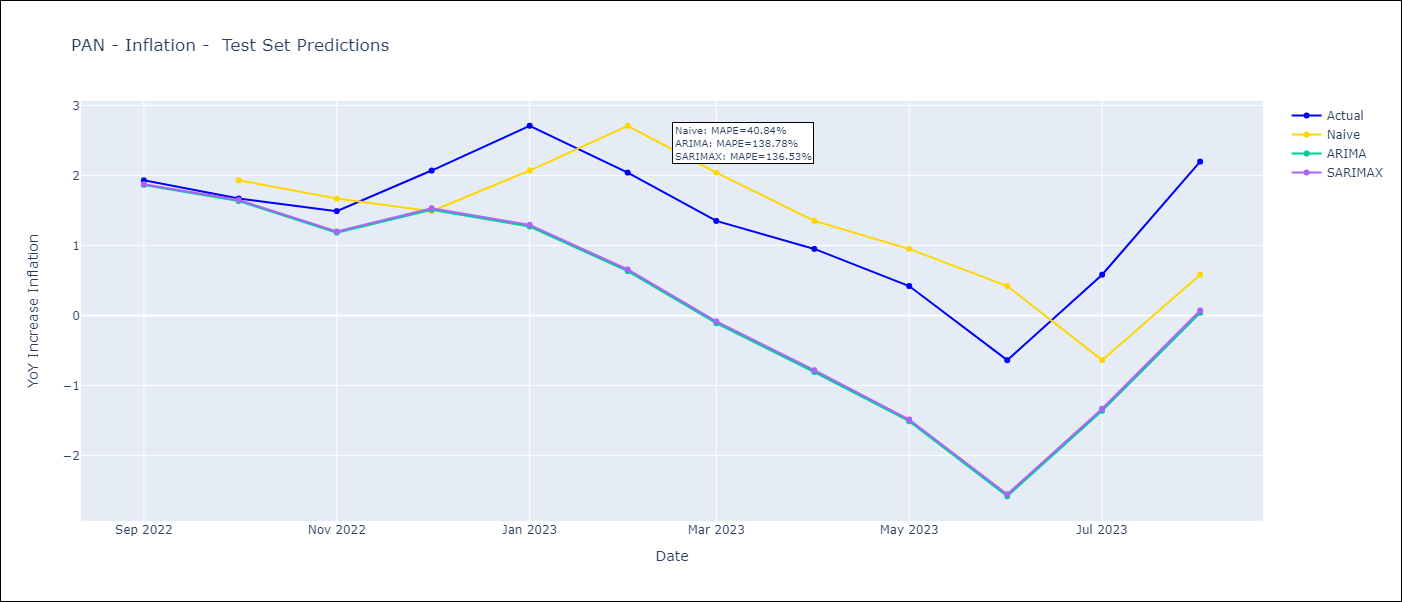 PAN - Inflation -  Test Set Predictions
3
2
1
0
−1
−2
YoY Increase Inflation
Sep 2022
Nov 2022
Jan 2023
Mar 2023
May 2023
Jul 2023
Date
Naive: MAPE=40.84%
ARIMA: MAPE=138.78%
SARIMAX: MAPE=136.53%
Actual
Naive
ARIMA
SARIMAX